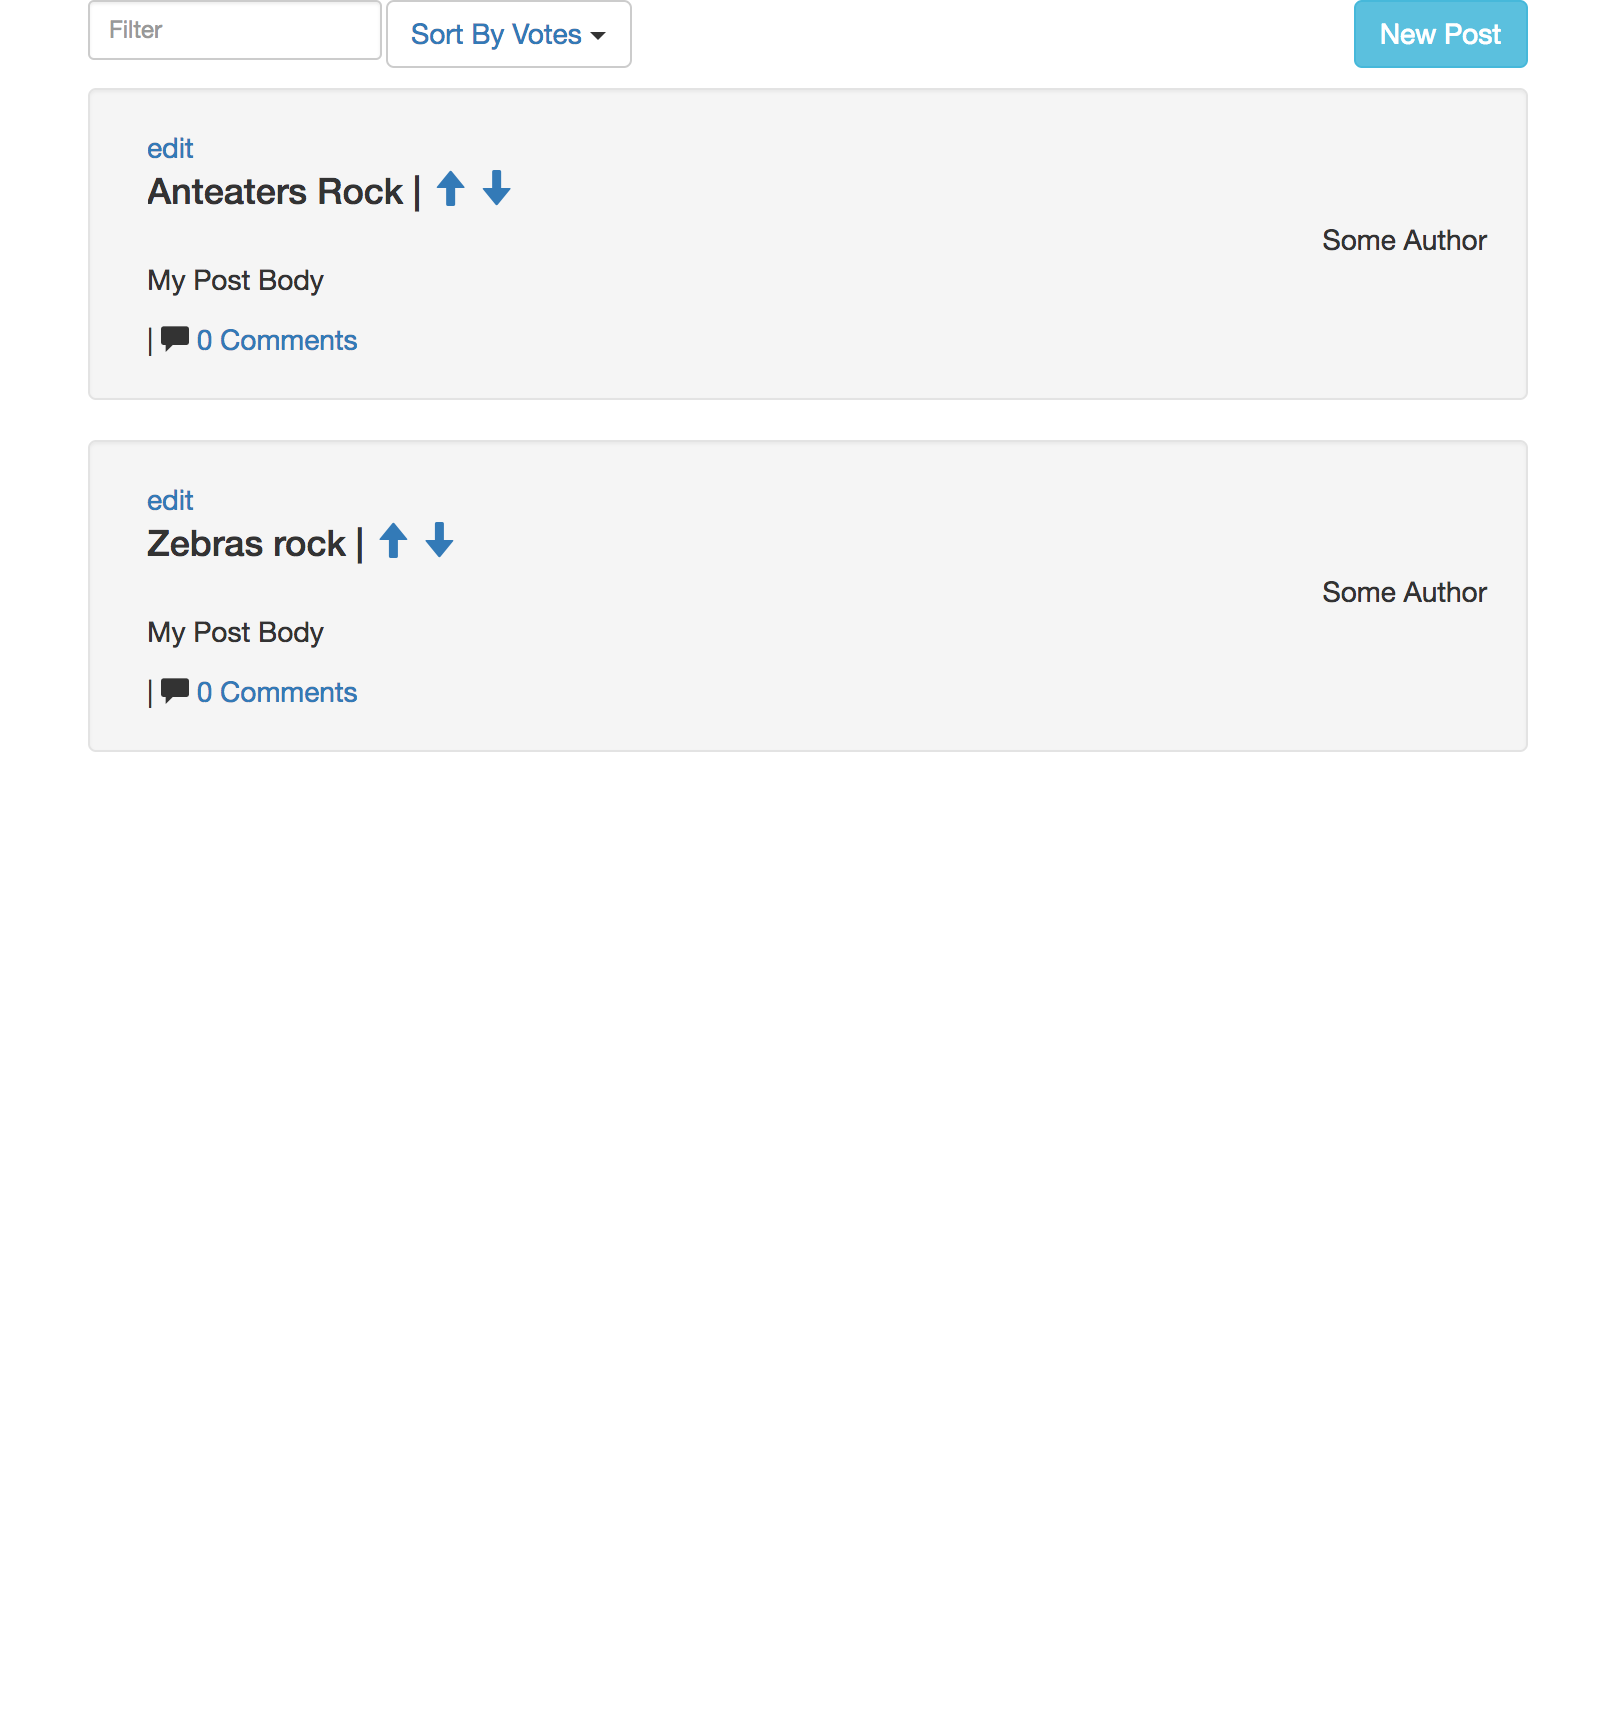 Filter Sort By Votes New Post
edit
Anteaters Rock |
Some Author
My Post Body
| 0 Comments
edit
Zebras rock |
Some Author
My Post Body
| 0 Comments